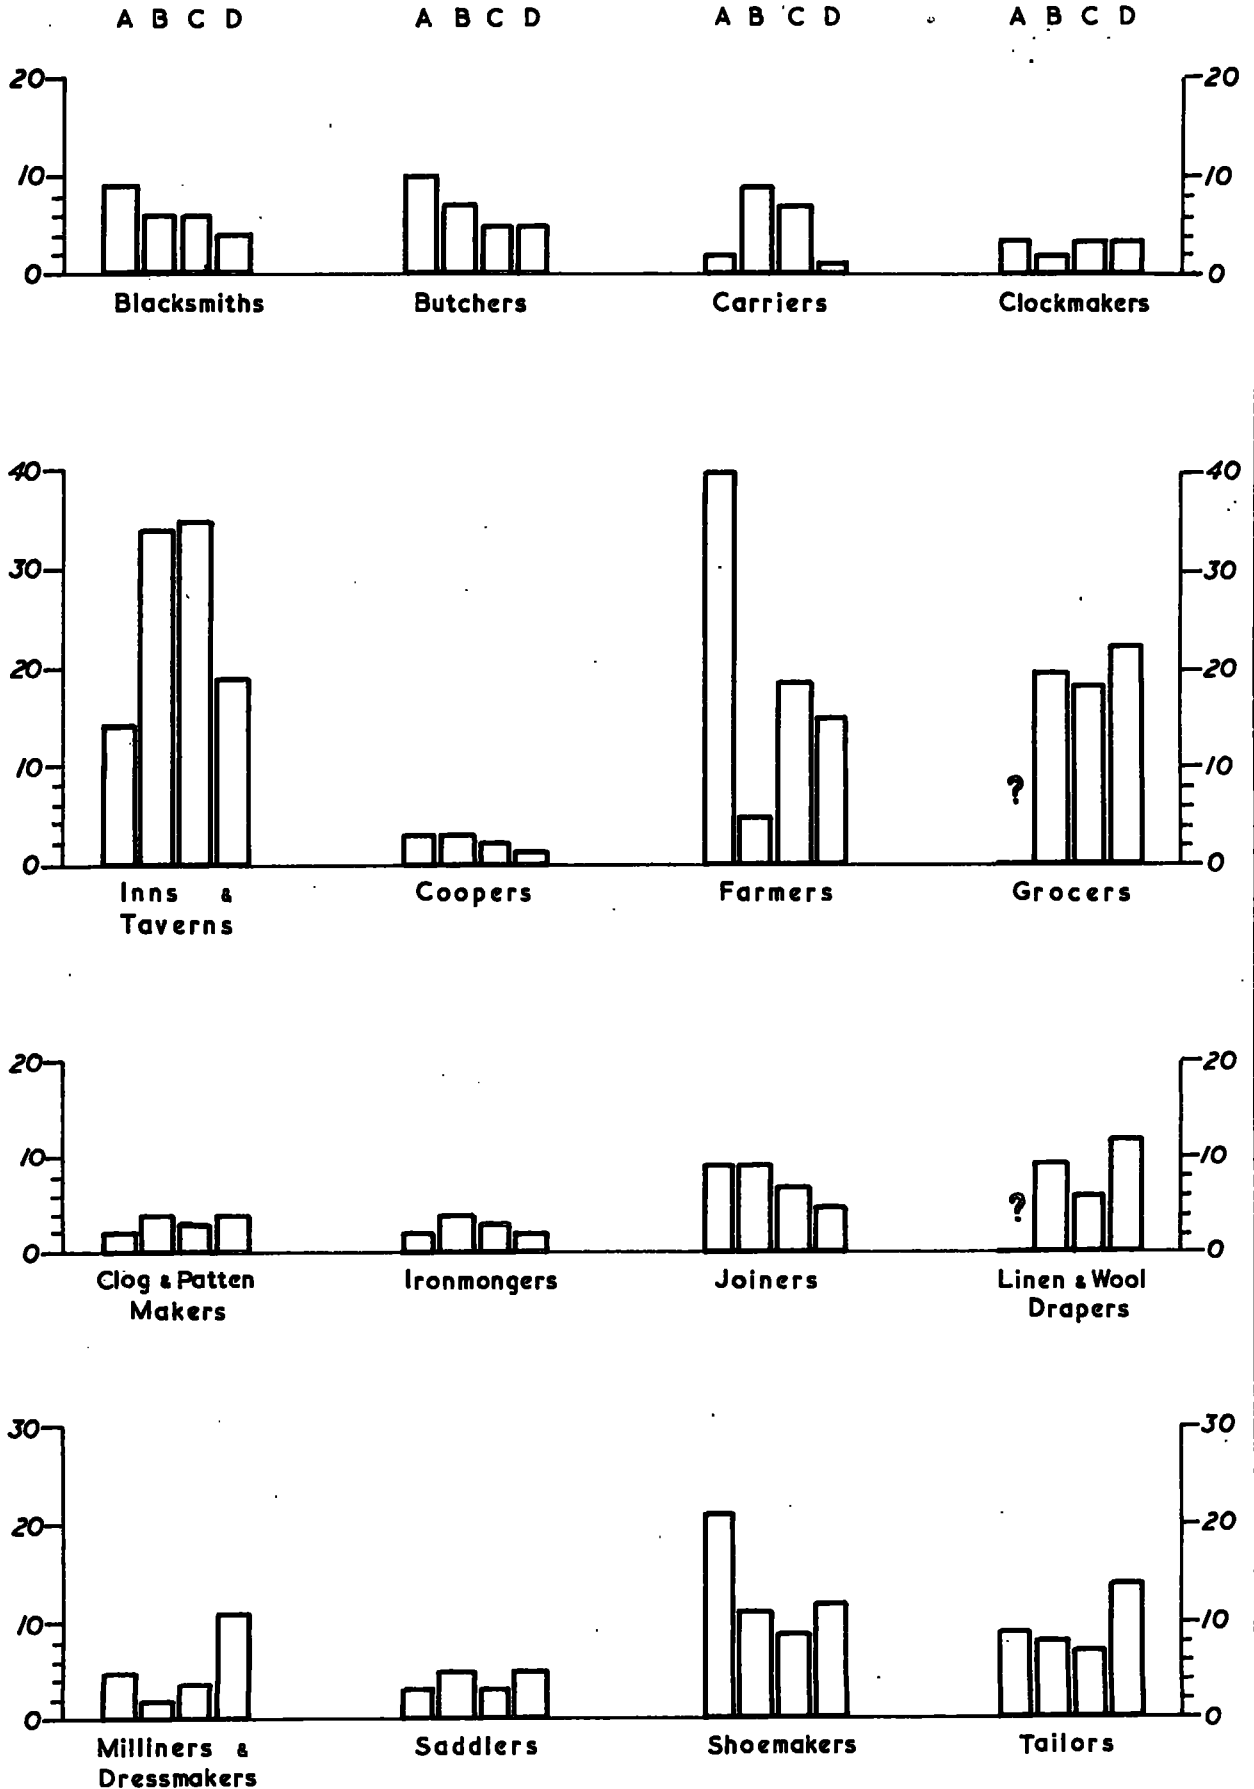 A B C D A B C D A B C D A B C D
20 20
10 10
0 0
Blacksmiths Butchers Carriers Clockmakers
40 40
30 30
20 20
10 10
?
0 0
Inns & Coopers Farmers Grocers
Taverns
20 20
10 10
?
0 0
Clog & Patten Ironmongers Joiners Linen & Wool
Makers Drapers
30 30
20 20
10 10
0 0
Milliners & Saddlers Shoemakers Tailors
Dressmakers